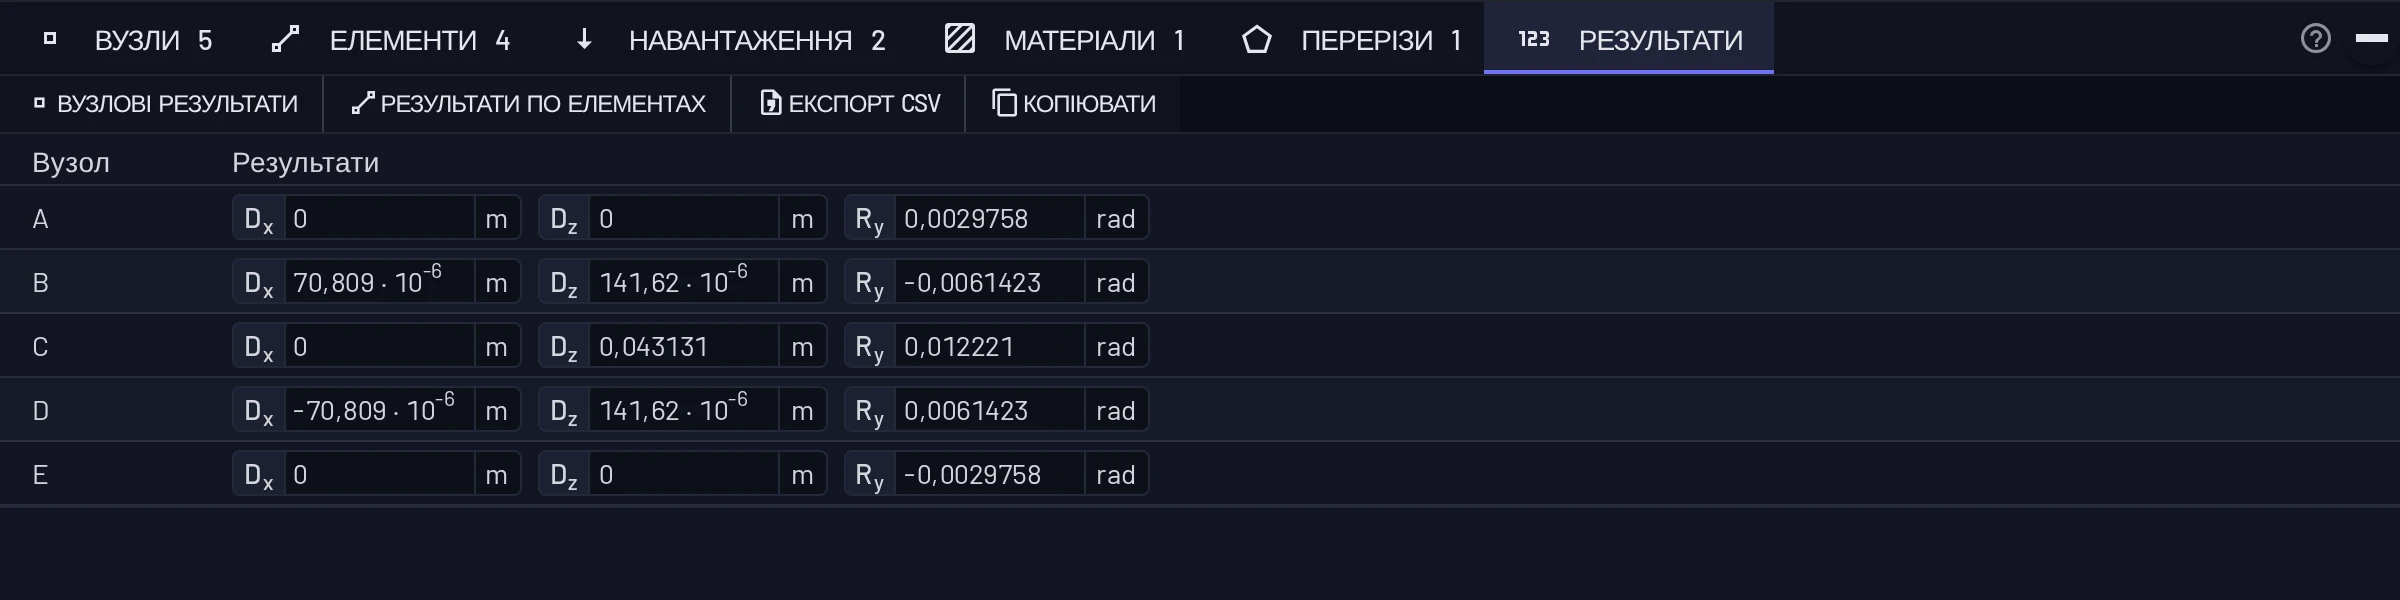 ВУЗЛИ 5 ЕЛЕМЕНТИ 4 НАВАНТАЖЕННЯ 2 МАТЕРІАЛИ 1 ПЕРЕРІЗИ 1 123 РЕЗУЛЬТАТИ ?
ВУЗЛОВІ РЕЗУЛЬТАТИ РЕЗУЛЬТАТИ ПО ЕЛЕМЕНТАХ ЕКСПОРТ CSV КОПІЮВАТИ
Вузол Результати
A Dx 0 m Dz 0 m Ry 0,0029758 rad
B Dx 70,809 · 10^-6 m Dz 141,62 · 10^-6 m Ry -0,0061423 rad
C Dx 0 m Dz 0,043131 m Ry 0,012221 rad
D Dx -70,809 · 10^-6 m Dz 141,62 · 10^-6 m Ry 0,0061423 rad
E Dx 0 m Dz 0 m Ry -0,0029758 rad